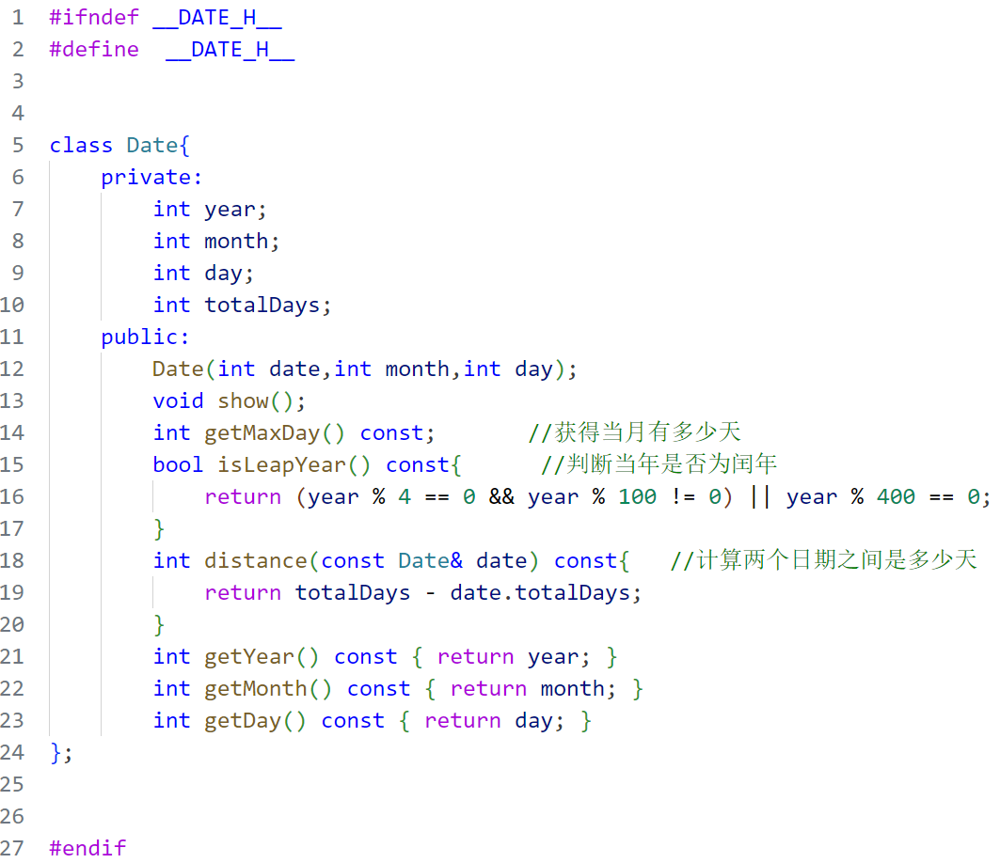 1 #ifndef __DATE_H__
2 #define  __DATE_H__
3
4
5 class Date{
6     private:
7         int year;
8         int month;
9         int day;
10         int totalDays;
11     public:
12         Date(int date,int month,int day);
13         void show();
14         int getMaxDay() const;       //获得当月有多少天
15         bool isLeapYear() const{      //判断当年是否为闰年
16             return (year % 4 == 0 && year % 100 != 0) || year % 400 == 0;
17         }
18         int distance(const Date& date) const{   //计算两个日期之间是多少天
19             return totalDays - date.totalDays;
20         }
21         int getYear() const { return year; }
22         int getMonth() const { return month; }
23         int getDay() const { return day; }
24 };
25
26
27 #endif